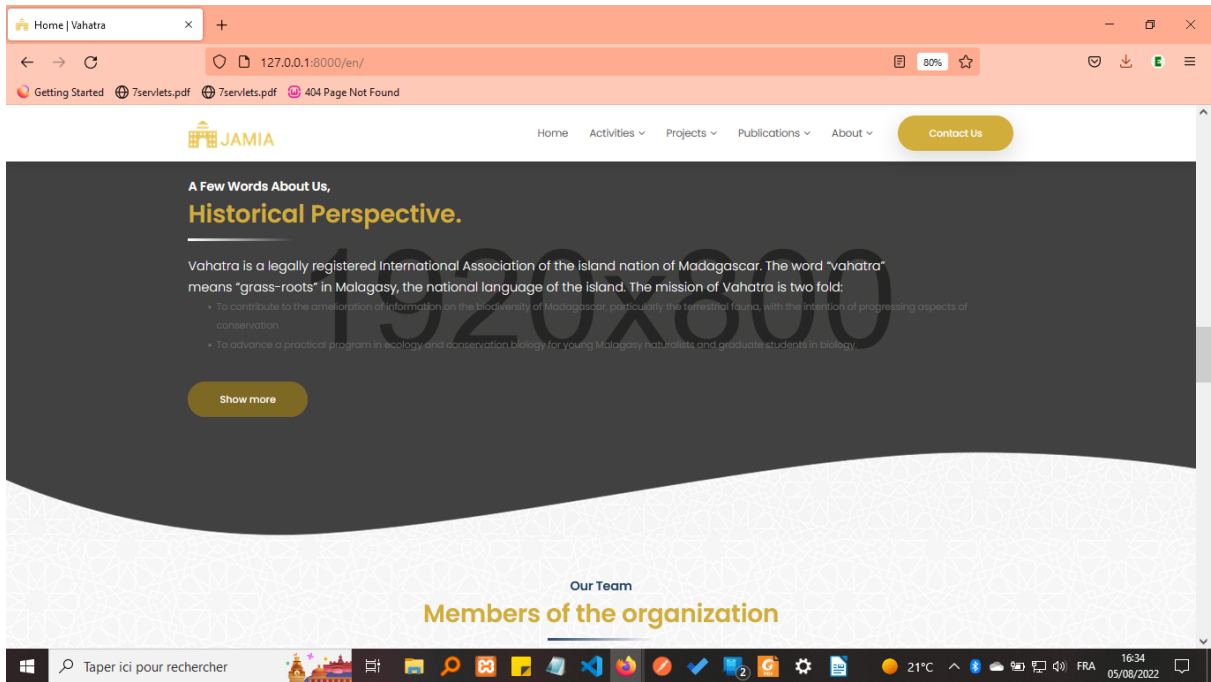 Home | Vahatra
127.0.0.1:8000/en/
80%
Getting Started 7servlets.pdf 7servlets.pdf 404 Page Not Found
JAMIA
Home Activities Projects Publications About Contact Us
A Few Words About Us,
Historical Perspective.
1920x800
Vahatra is a legally registered International Association of the island nation of Madagascar. The word “vahatra”
means “grass-roots” in Malagasy, the national language of the island. The mission of Vahatra is two fold:
• To contribute to the amelioration of information on the biodiversity of Madagascar, particularly the terrestrial fauna, with the intention of progressing aspects of
conservation
• To advance a practical program in ecology and conservation biology for young Malagasy naturalists and graduate students in biology.
Show more
Our Team
Members of the organization
Taper ici pour rechercher
2
21°C
FRA
16:34
05/08/2022